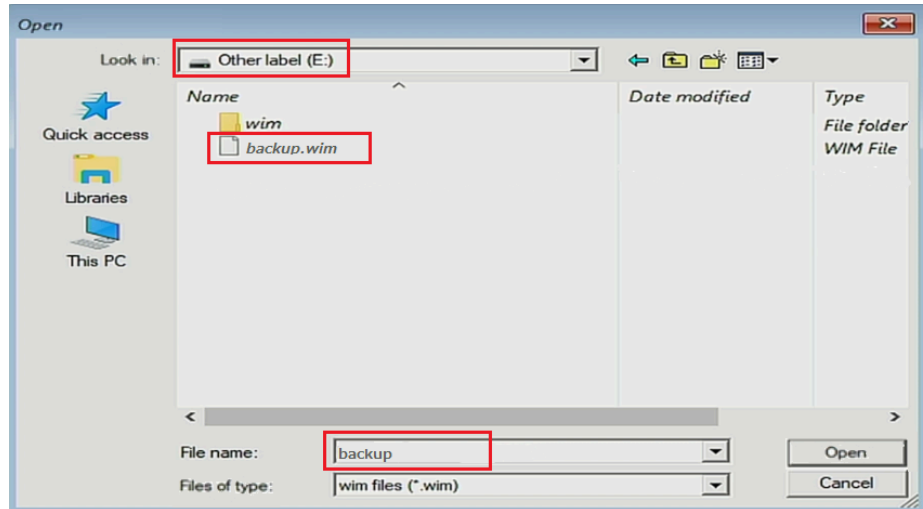 Open
Look in: Other label (E:)
Name Date modified Type
wim File folder
backup.wim WIM File
Quick access
Libraries
This PC
File name: backup Open
Files of type: wim files (*.wim) Cancel